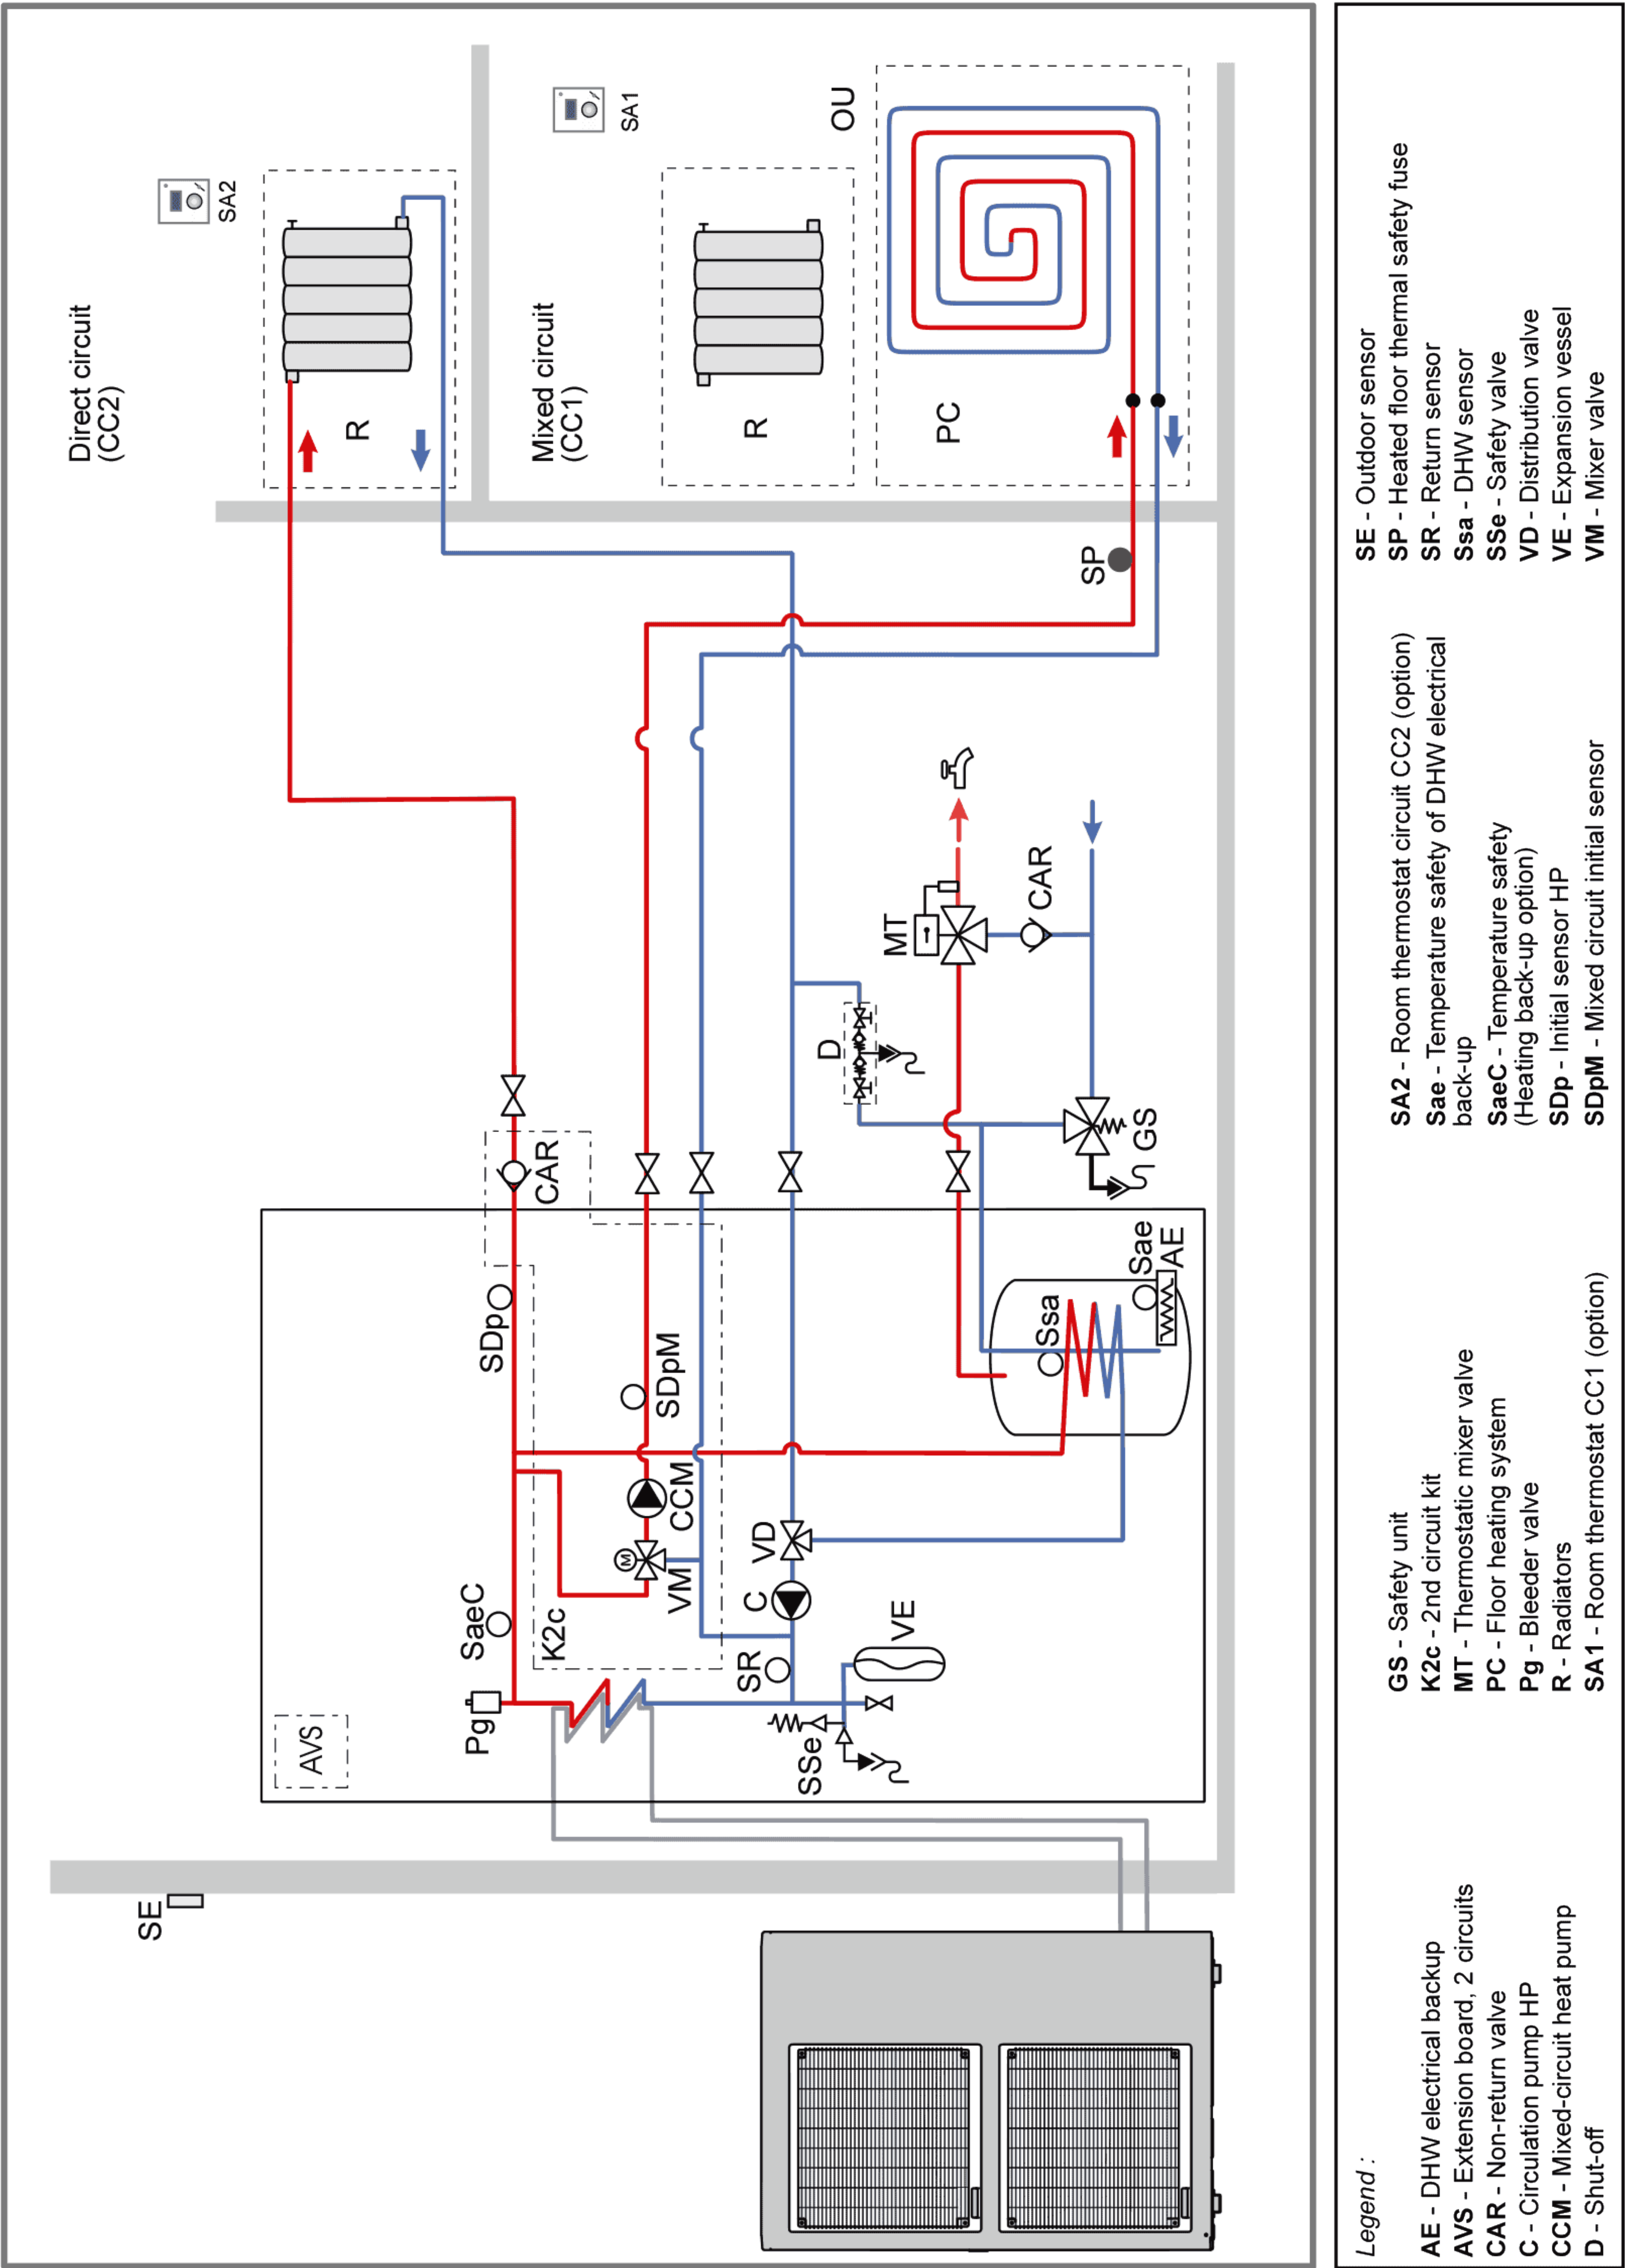 Direct circuit
(CC2)
SA2
R
Mixed circuit
(CC1)
SA1
R
OU
PC
SP
SE
AVS
Pg
SaeC
K2c
SDp
CAR
SDpM
CCM
VM
VD
C
SR
VE
SSe
Ssa
Sae
AE
D
GS
MT
CAR
M
Legend :
AE - DHW electrical backup
AVS - Extension board, 2 circuits
CAR - Non-return valve
C - Circulation pump HP
CCM - Mixed-circuit heat pump
D - Shut-off
GS - Safety unit
K2c - 2nd circuit kit
MT - Thermostatic mixer valve
PC - Floor heating system
Pg - Bleeder valve
R - Radiators
SA1 - Room thermostat CC1 (option)
SA2 - Room thermostat circuit CC2 (option)
Sae - Temperature safety of DHW electrical
back-up
SaeC - Temperature safety
(Heating back-up option)
SDp - Initial sensor HP
SDpM - Mixed circuit initial sensor
SE - Outdoor sensor
SP - Heated floor thermal safety fuse
SR - Return sensor
Ssa - DHW sensor
SSe - Safety valve
VD - Distribution valve
VE - Expansion vessel
VM - Mixer valve